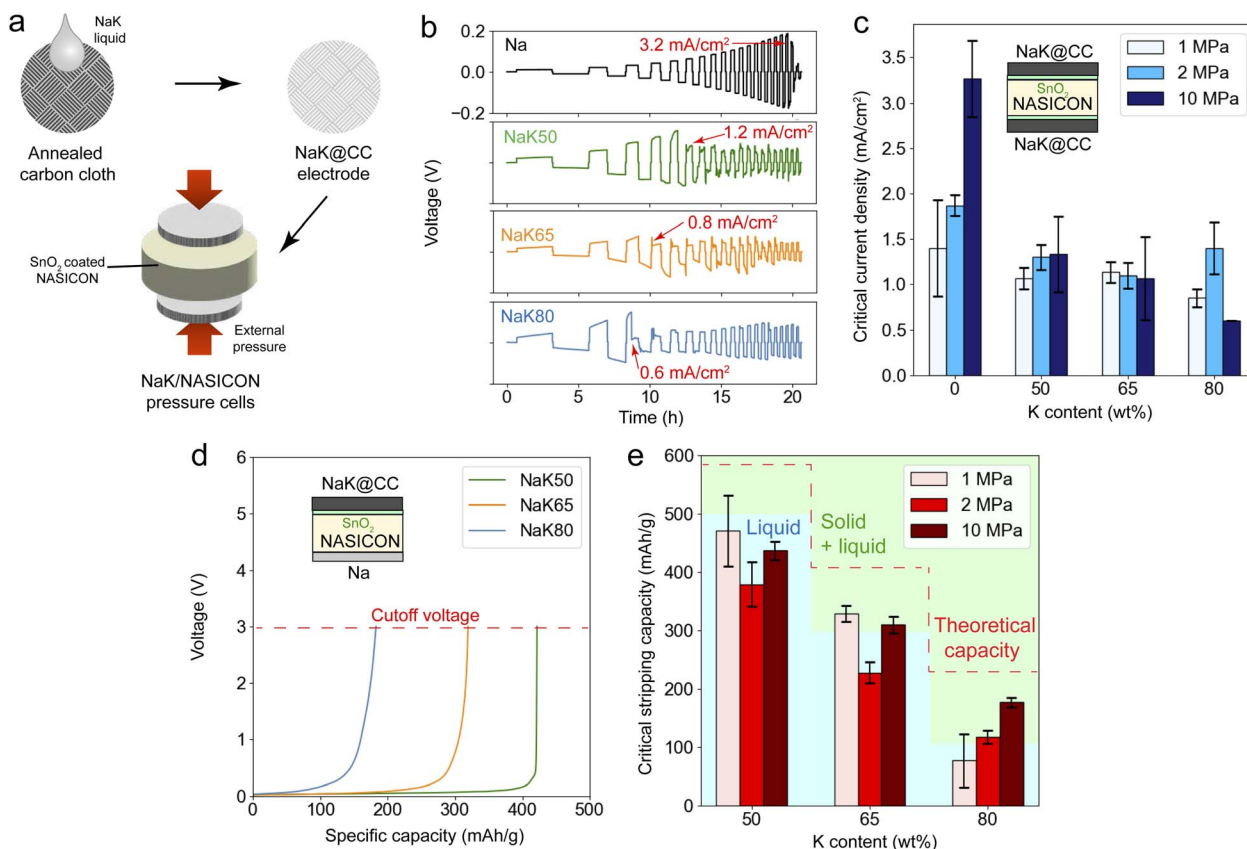 a
NaK
liquid
Annealed
carbon cloth
NaK@CC
electrode
SnO2 coated
NASICON
External
pressure
NaK/NASICON
pressure cells
b
Voltage (V)
0.2
0.0
−0.2
Na
3.2 mA/cm²
NaK50
1.2 mA/cm²
NaK65
0.8 mA/cm²
NaK80
0.6 mA/cm²
0 5 10 15 20
Time (h)
c
Critical current density (mA/cm²)
3.5
3.0
2.5
2.0
1.5
1.0
0.5
0.0
NaK@CC
SnO2
NASICON
NaK@CC
1 MPa
2 MPa
10 MPa
0 50 65 80
K content (wt%)
d
Voltage (V)
6
5
4
3
2
1
0
NaK@CC
SnO2
NASICON
Na
NaK50
NaK65
NaK80
Cutoff voltage
0 100 200 300 400 500
Specific capacity (mAh/g)
e
Critical stripping capacity (mAh/g)
600
500
400
300
200
100
0
Liquid
Solid
+ liquid
1 MPa
2 MPa
10 MPa
Theoretical
capacity
50 65 80
K content (wt%)